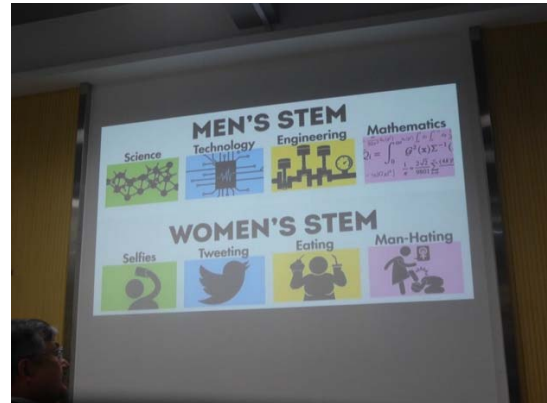 MEN'S STEM
Science Technology Engineering Mathematics
WOMEN'S STEM
Selfies Tweeting Eating Man-Hating